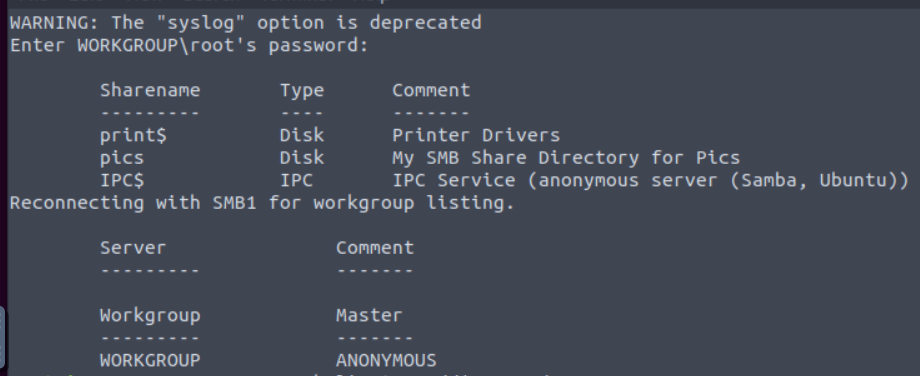 WARNING: The "syslog" option is deprecated
Enter WORKGROUP\root's password:
Sharename Type Comment
--------- ---- -------
print$ Disk Printer Drivers
pics Disk My SMB Share Directory for Pics
IPC$ IPC IPC Service (anonymous server (Samba, Ubuntu))
Reconnecting with SMB1 for workgroup listing.
Server Comment
--------- -------
Workgroup Master
--------- -------
WORKGROUP ANONYMOUS